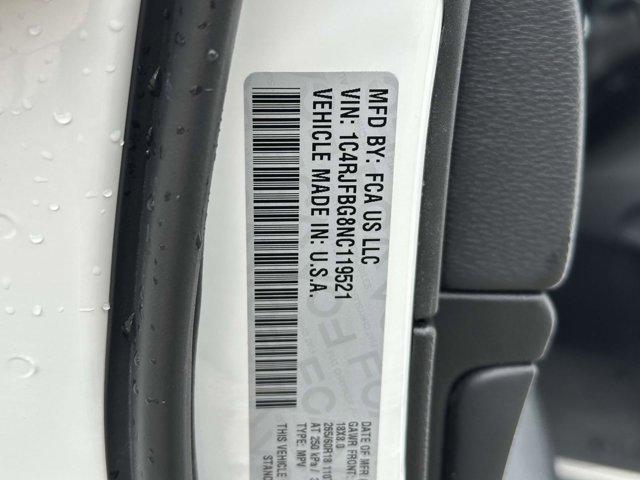 MFD BY: FCA US LLC
VIN: 1C4RJFBG8NC119521
VEHICLE MADE IN: U.S.A.
DATE OF MFR
GAWR FRONT:
18X8.0
265/60R18 110
AT 250 kPa /
TYPE: MPV
THIS VEHICLE
STAN